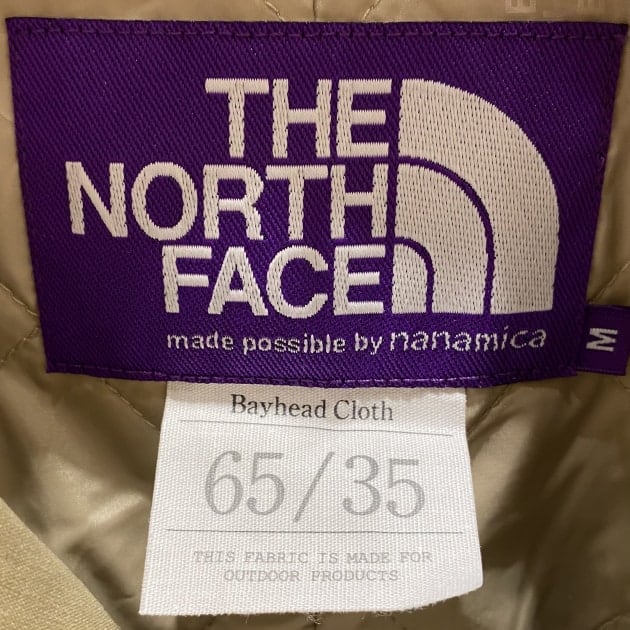 THE
NORTH
FACE
made possible by nanamica
M
Bayhead Cloth
65/35
THIS FABRIC IS MADE FOR
OUTDOOR PRODUCTS